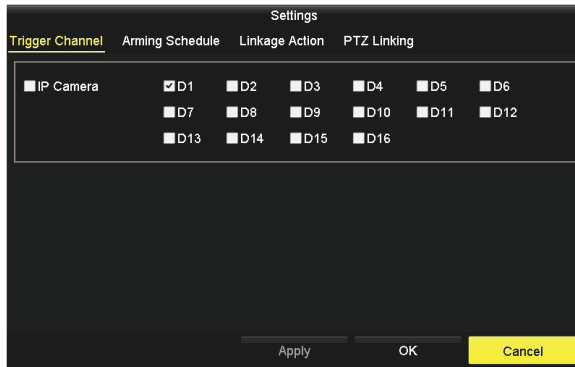 Settings
Trigger Channel Arming Schedule Linkage Action PTZ Linking
IP Camera D1 D2 D3 D4 D5 D6
D7 D8 D9 D10 D11 D12
D13 D14 D15 D16
Apply OK Cancel